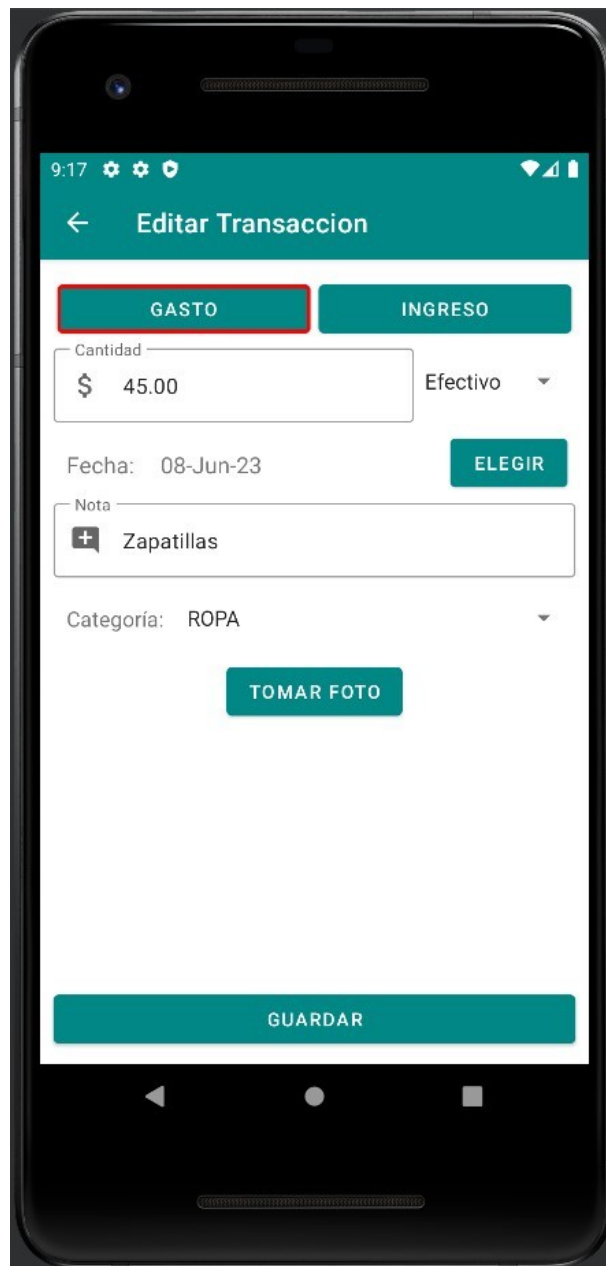 9:17
Editar Transaccion
GASTO INGRESO
Cantidad
$ 45.00 Efectivo
Fecha: 08-Jun-23 ELEGIR
Nota
Zapatillas
Categoría: ROPA
TOMAR FOTO
GUARDAR